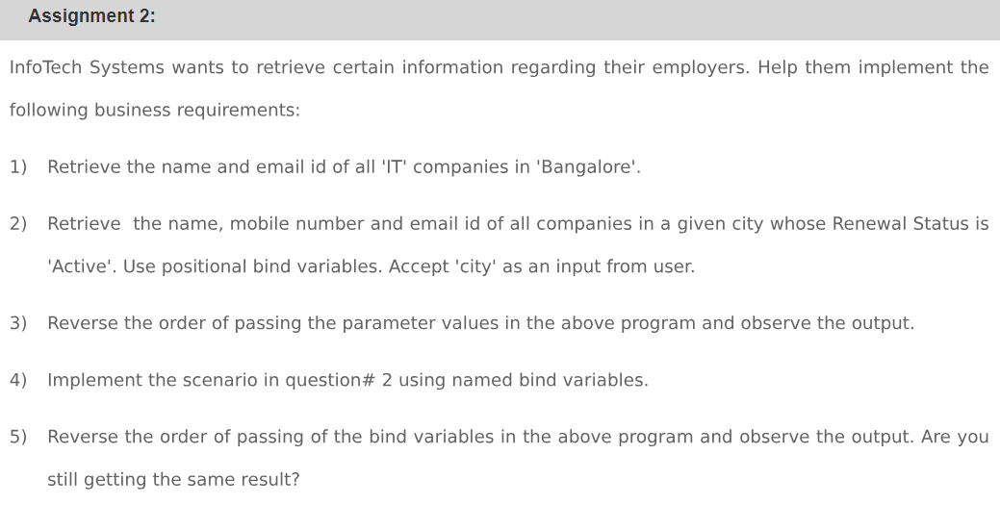 Assignment 2:
InfoTech Systems wants to retrieve certain information regarding their employers. Help them implement the
following business requirements:
1) Retrieve the name and email id of all 'IT' companies in 'Bangalore'.
2) Retrieve the name, mobile number and email id of all companies in a given city whose Renewal Status is
'Active'. Use positional bind variables. Accept 'city' as an input from user.
3) Reverse the order of passing the parameter values in the above program and observe the output.
4) Implement the scenario in question# 2 using named bind variables.
5) Reverse the order of passing of the bind variables in the above program and observe the output. Are you
still getting the same result?